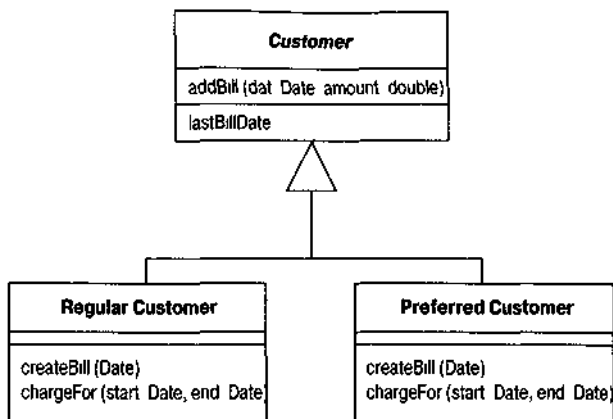 Customer
addBill (dat Date amount double)
lastBillDate
Regular Customer
Preferred Customer
createBill (Date)
chargeFor (start Date, end Date)
createBill (Date)
chargeFor (start Date, end Date)